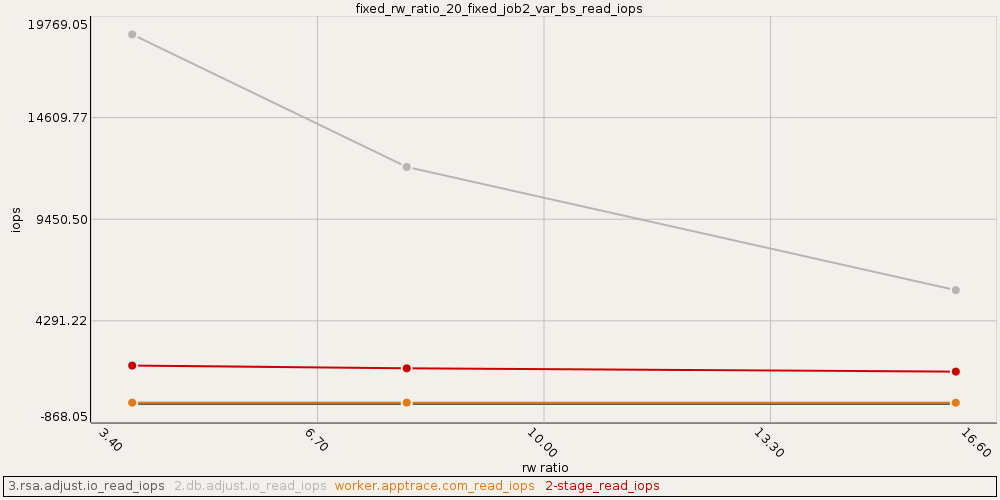 fixed_rw_ratio_20_fixed_job2_var_bs_read_iops
19769.05
14609.77
9450.50
4291.22
-868.05
iops
3.40 6.70 10.00 13.30 16.60
rw ratio
3.rsa.adjust.io_read_iops 2.db.adjust.io_read_iops worker.apptrace.com_read_iops 2-stage_read_iops